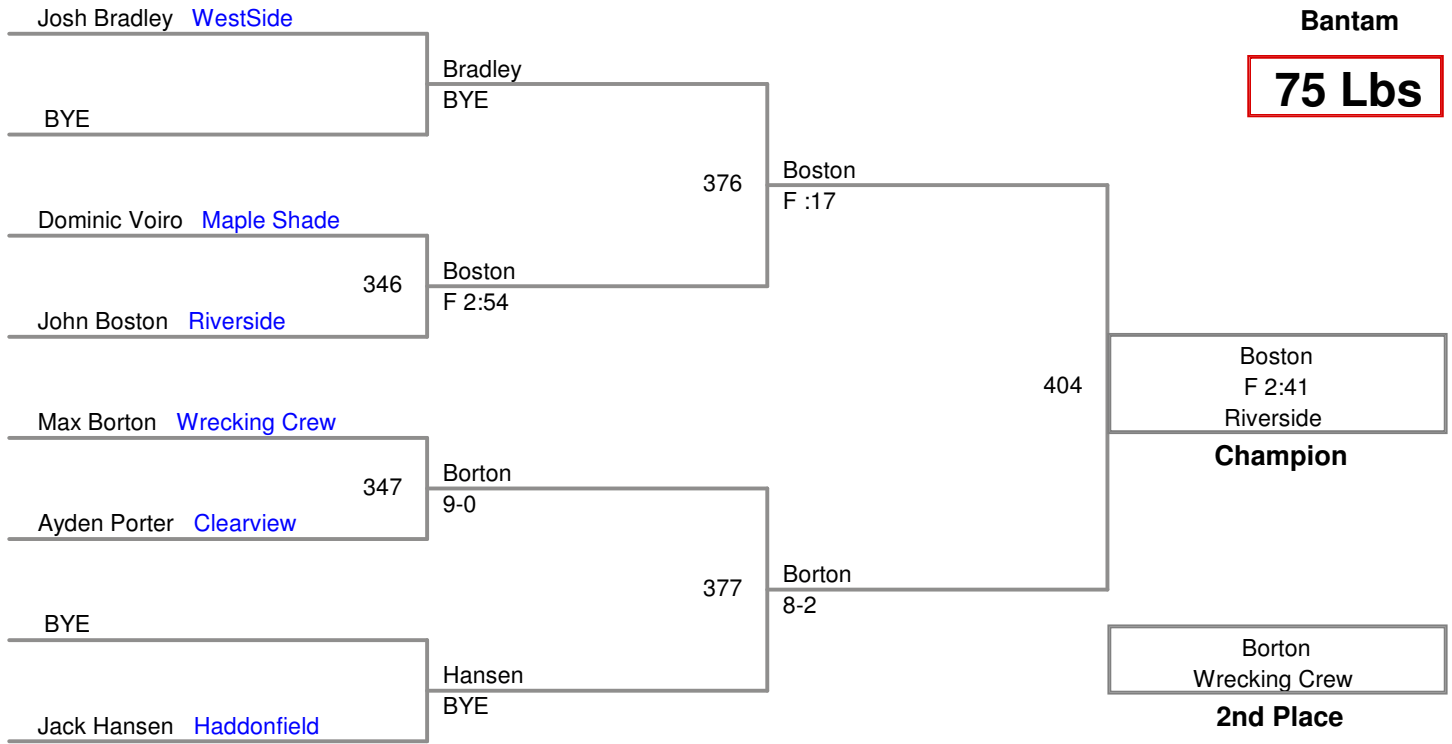 Josh Bradley WestSide
Bantam
75 Lbs
Bradley
BYE
BYE
376
Boston
F :17
Dominic Voiro Maple Shade
346
Boston
F 2:54
John Boston Riverside
404
Boston
F 2:41
Riverside
Champion
Max Borton Wrecking Crew
347
Borton
9-0
Ayden Porter Clearview
377
Borton
8-2
BYE
Hansen
BYE
Jack Hansen Haddonfield
Borton
Wrecking Crew
2nd Place